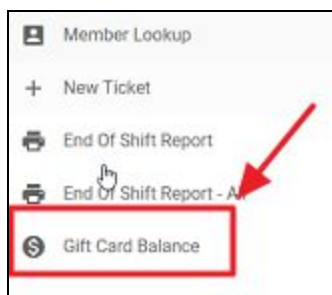 Member Lookup
New Ticket
End Of Shift Report
End Of Shift Report -
Gift Card Balance